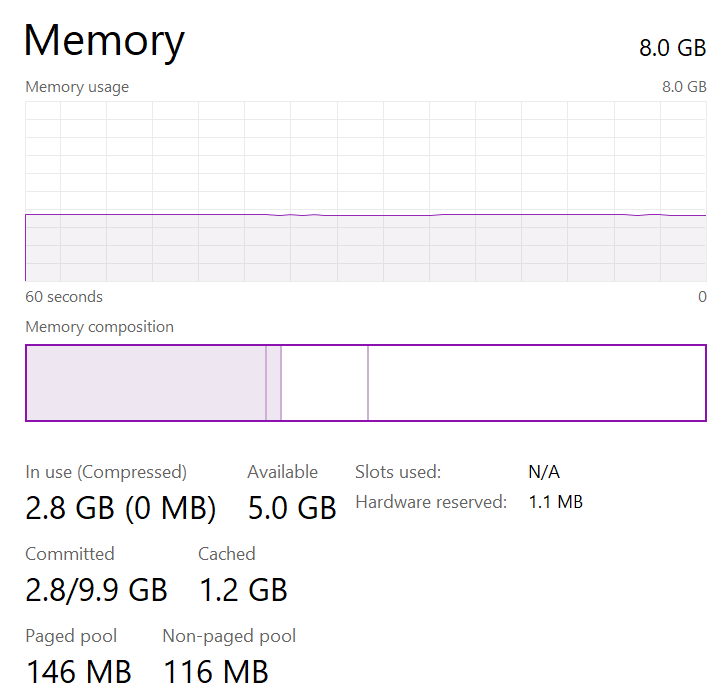 Memory 8.0 GB
Memory usage 8.0 GB
60 seconds 0
Memory composition
In use (Compressed) Available Slots used: N/A
2.8 GB (0 MB) 5.0 GB Hardware reserved: 1.1 MB
Committed Cached
2.8/9.9 GB 1.2 GB
Paged pool Non-paged pool
146 MB 116 MB